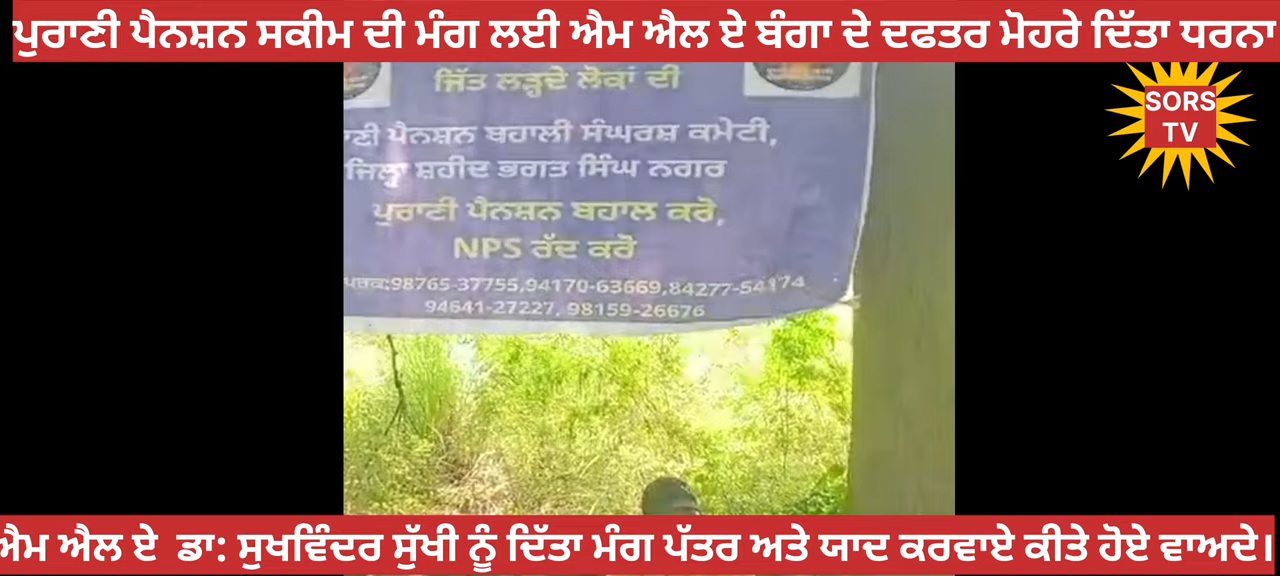 ਪੁਰਾਣੀ ਪੈਨਸ਼ਨ ਸਕੀਮ ਦੀ ਮੰਗ ਲਈ ਐਮ ਐਲ ਏ ਬੰਗਾ ਦੇ ਦਫਤਰ ਮੋਹਰੇ ਦਿੱਤਾ ਧਰਨਾ
SORS
TV
ਜਿੱਤ ਲੜ੍ਹਦੇ ਲੋਕਾਂ ਦੀ
ਪੈਨਸ਼ਨ ਬਹਾਲੀ ਸੰਘਰਸ਼ ਕਮੇਟੀ,
ਜਿਲ੍ਹਾ ਸ਼ਹੀਦ ਭਗਤ ਸਿੰਘ ਨਗਰ
ਪੁਰਾਣੀ ਪੈਨਸ਼ਨ ਬਹਾਲ ਕਰੋ,
NPS ਰੱਦ ਕਰੋ
98765-37755,94170-63669,84277-54174
94641-27227, 98159-26676
ਐਮ ਐਲ ਏ ਡਾ: ਸੁਖਵਿੰਦਰ ਸੁੱਖੀ ਨੂੰ ਦਿੱਤਾ ਮੰਗ ਪੱਤਰ ਅਤੇ ਯਾਦ ਕਰਵਾਏ ਕੀਤੇ ਹੋਏ ਵਾਅਦੇ।